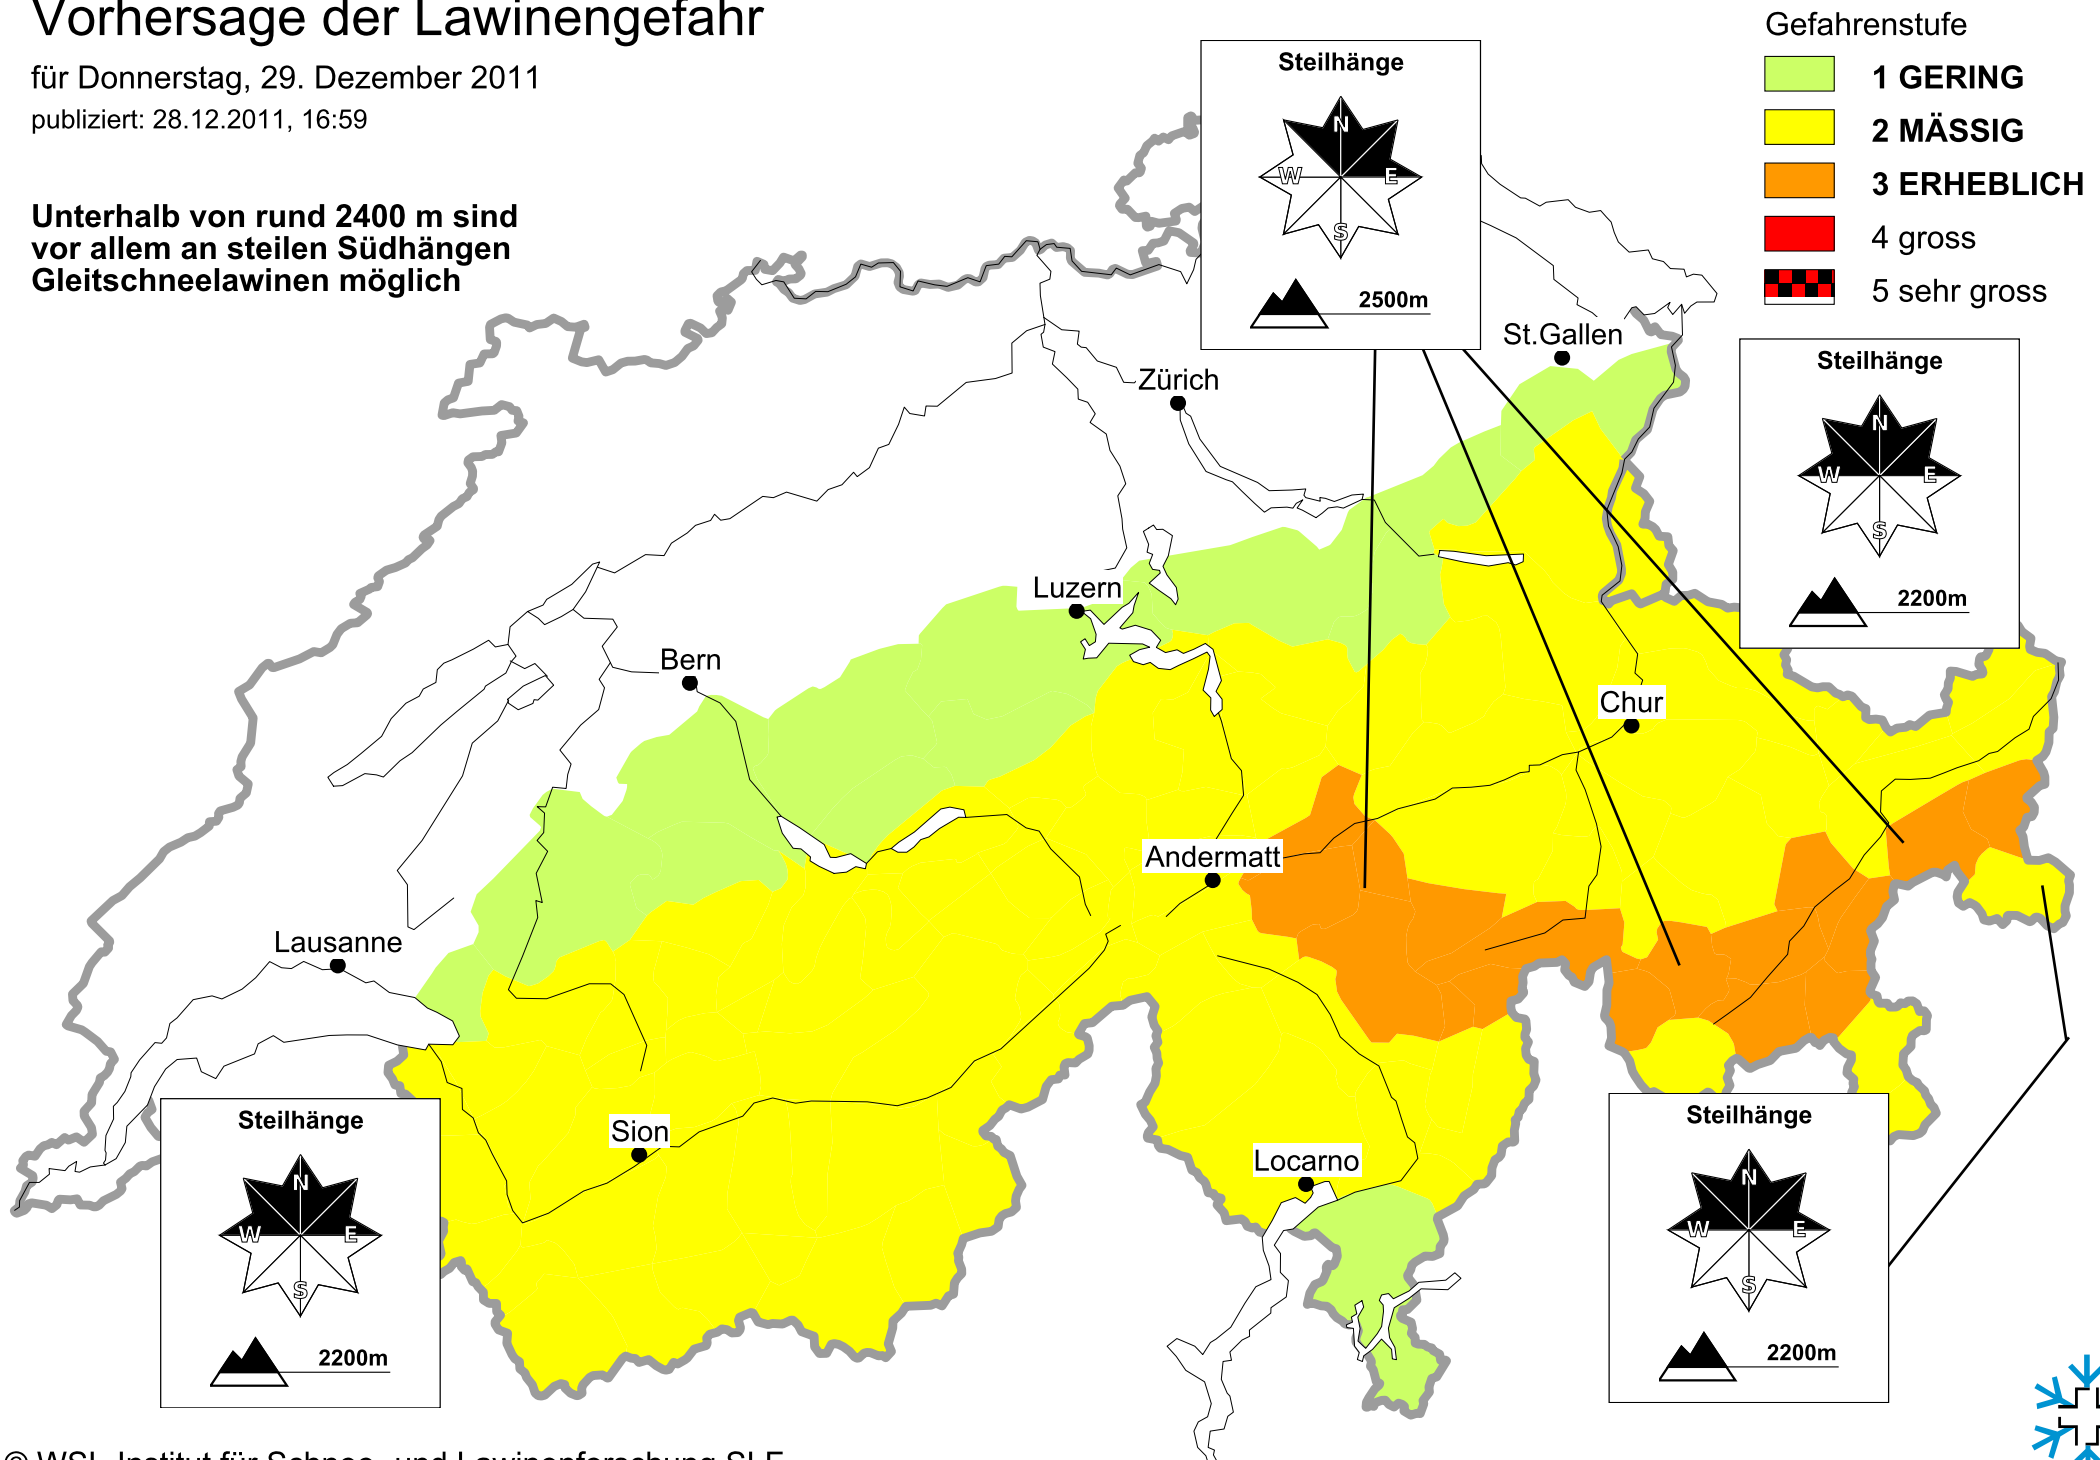 Vorhersage der Lawinengefahr
für Donnerstag, 29. Dezember 2011
publiziert: 28.12.2011, 16:59
Unterhalb von rund 2400 m sind
vor allem an steilen Südhängen
Gleitschneelawinen möglich
Gefahrenstufe
1 GERING
2 MÄSSIG
3 ERHEBLICH
4 gross
5 sehr gross
Steilhänge
N
W E
S
2500m
Steilhänge
N
W E
S
2200m
St.Gallen
Zürich
Luzern
Bern
Chur
Andermatt
Lausanne
Sion
Locarno
Steilhänge
N
W E
S
2200m
Steilhänge
N
W E
S
2200m
© WSL-Institut für Schnee- und Lawinenforschung SLF